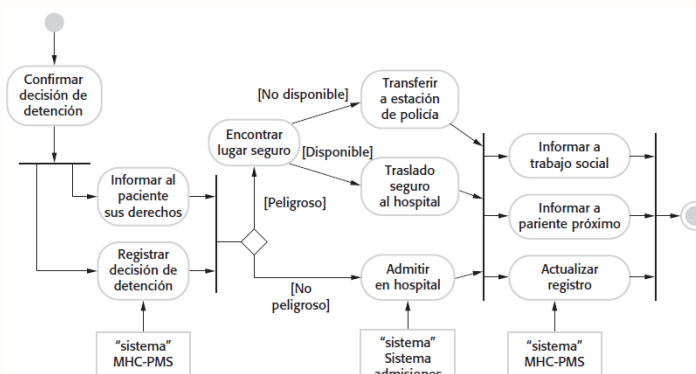 Confirmar
decisión de
detención
Informar al
paciente
sus derechos
Registrar
decisión de
detención
"sistema"
MHC-PMS
Encontrar
lugar seguro
[No disponible]
[Disponible]
[Peligroso]
[No
peligroso]
Transferir
a estación
de policía
Traslado
seguro
al hospital
Admitir
en hospital
"sistema"
Sistema
admisiones
Informar a
trabajo social
Informar a
pariente próximo
Actualizar
registro
"sistema"
MHC-PMS